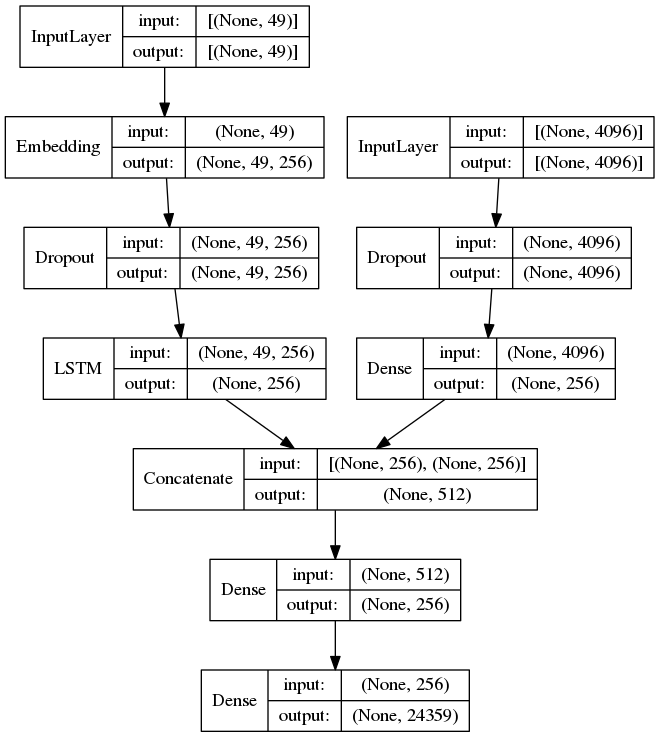 InputLayer input: [(None, 49)]
output: [(None, 49)]
Embedding input: (None, 49)
output: (None, 49, 256)
InputLayer input: [(None, 4096)]
output: [(None, 4096)]
Dropout input: (None, 49, 256)
output: (None, 49, 256)
Dropout input: (None, 4096)
output: (None, 4096)
LSTM input: (None, 49, 256)
output: (None, 256)
Dense input: (None, 4096)
output: (None, 256)
Concatenate input: [(None, 256), (None, 256)]
output: (None, 512)
Dense input: (None, 512)
output: (None, 256)
Dense input: (None, 256)
output: (None, 24359)